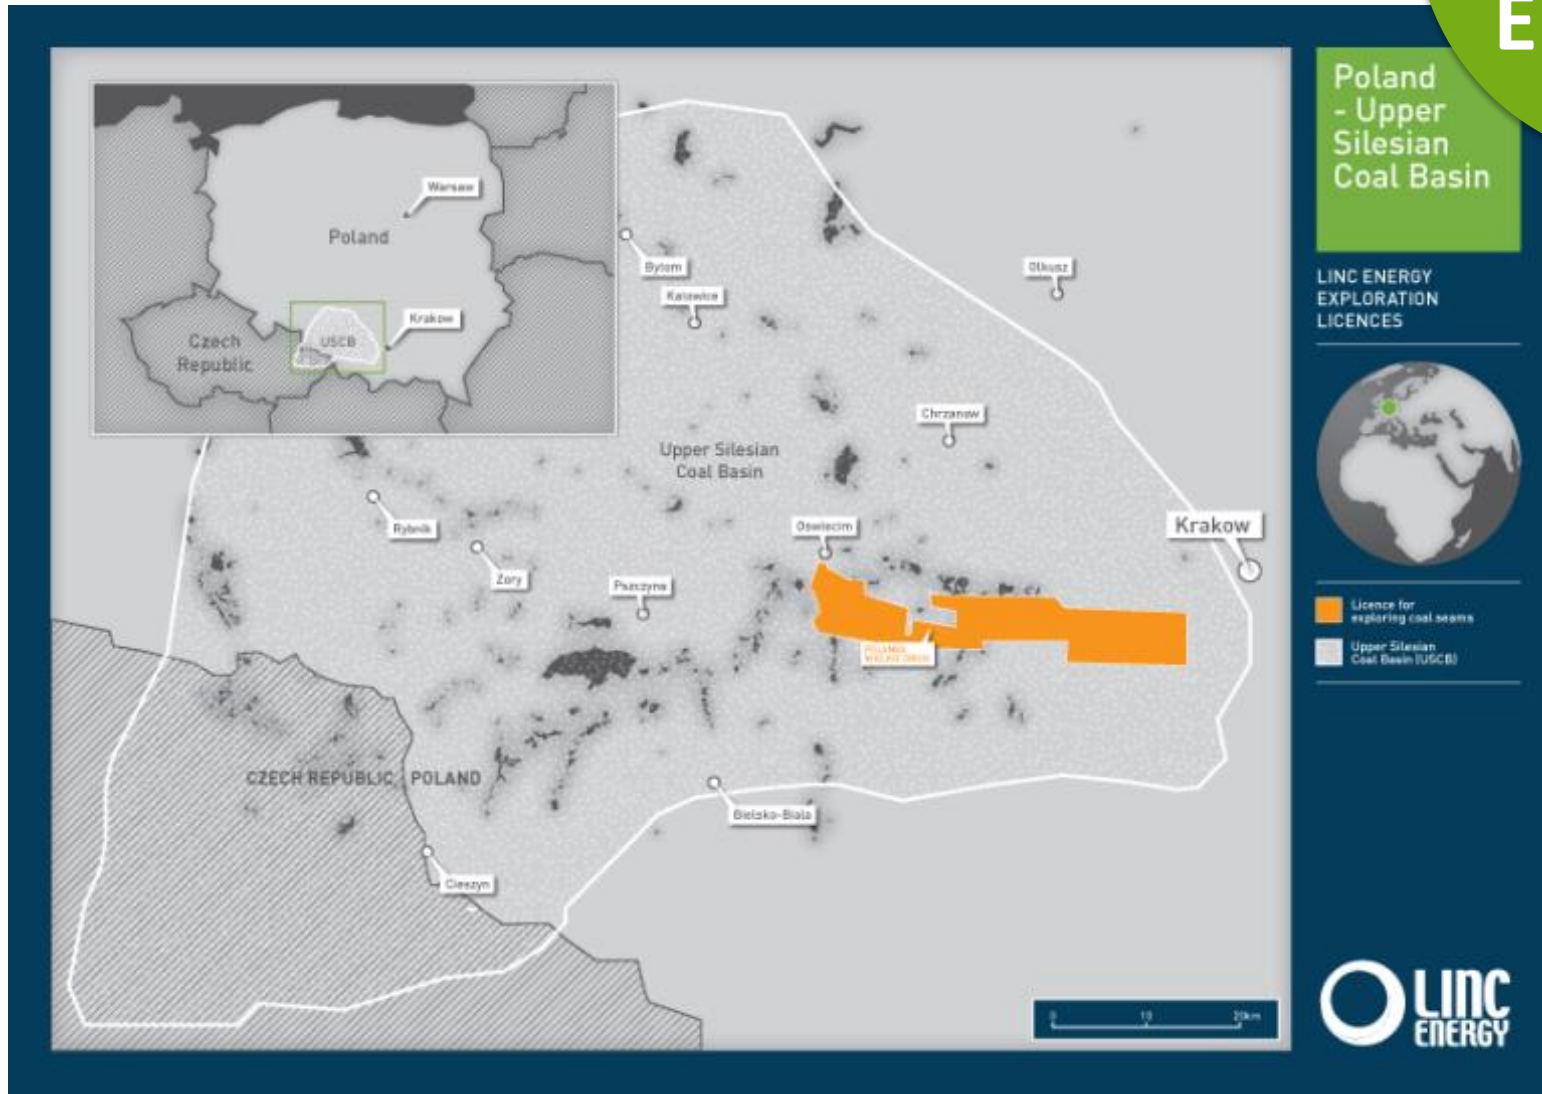 E
Poland
- Upper
Silesian
Coal Basin
LINC ENERGY
EXPLORATION
LICENCES
Licence for
exploring coal seams
Upper Silesian
Coal Basin (USCB)
LINC
ENERGY
Warsaw
Poland
Krakow
USCB
Czech
Republic
Bytom
Katowice
Olkusz
Chrzanow
Upper Silesian
Coal Basin
Oswiecim
Krakow
Rybnik
Zory
Pszczyna
CZECH REPUBLIC
POLAND
Bielsko-Biala
Cieszyn
0 10 20km